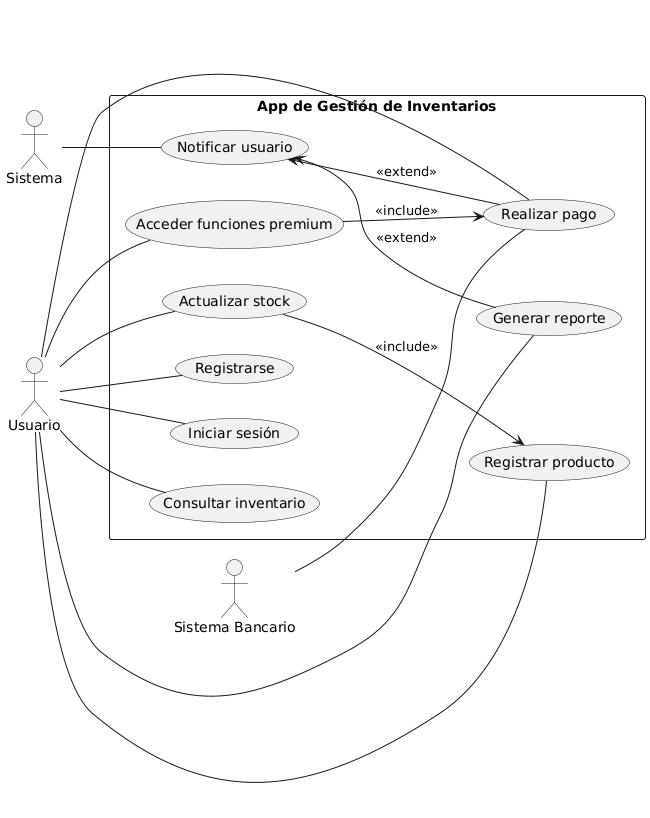 App de Gestión de Inventarios
Sistema
Notificar usuario
«extend»
Realizar pago
Acceder funciones premium
«include»
«extend»
Actualizar stock
Generar reporte
«include»
Registrarse
Usuario
Iniciar sesión
Registrar producto
Consultar inventario
Sistema Bancario